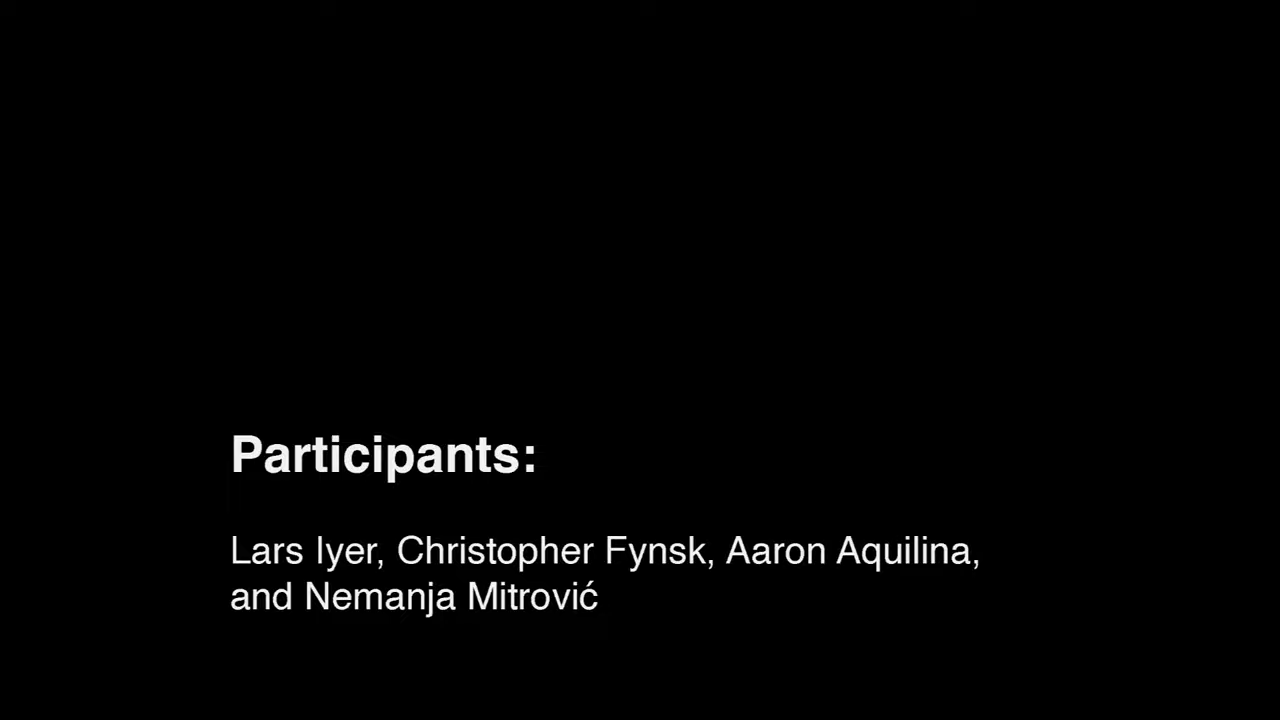 Participants:
Lars Iyer, Christopher Fynsk, Aaron Aquilina,
and Nemanja Mitrović